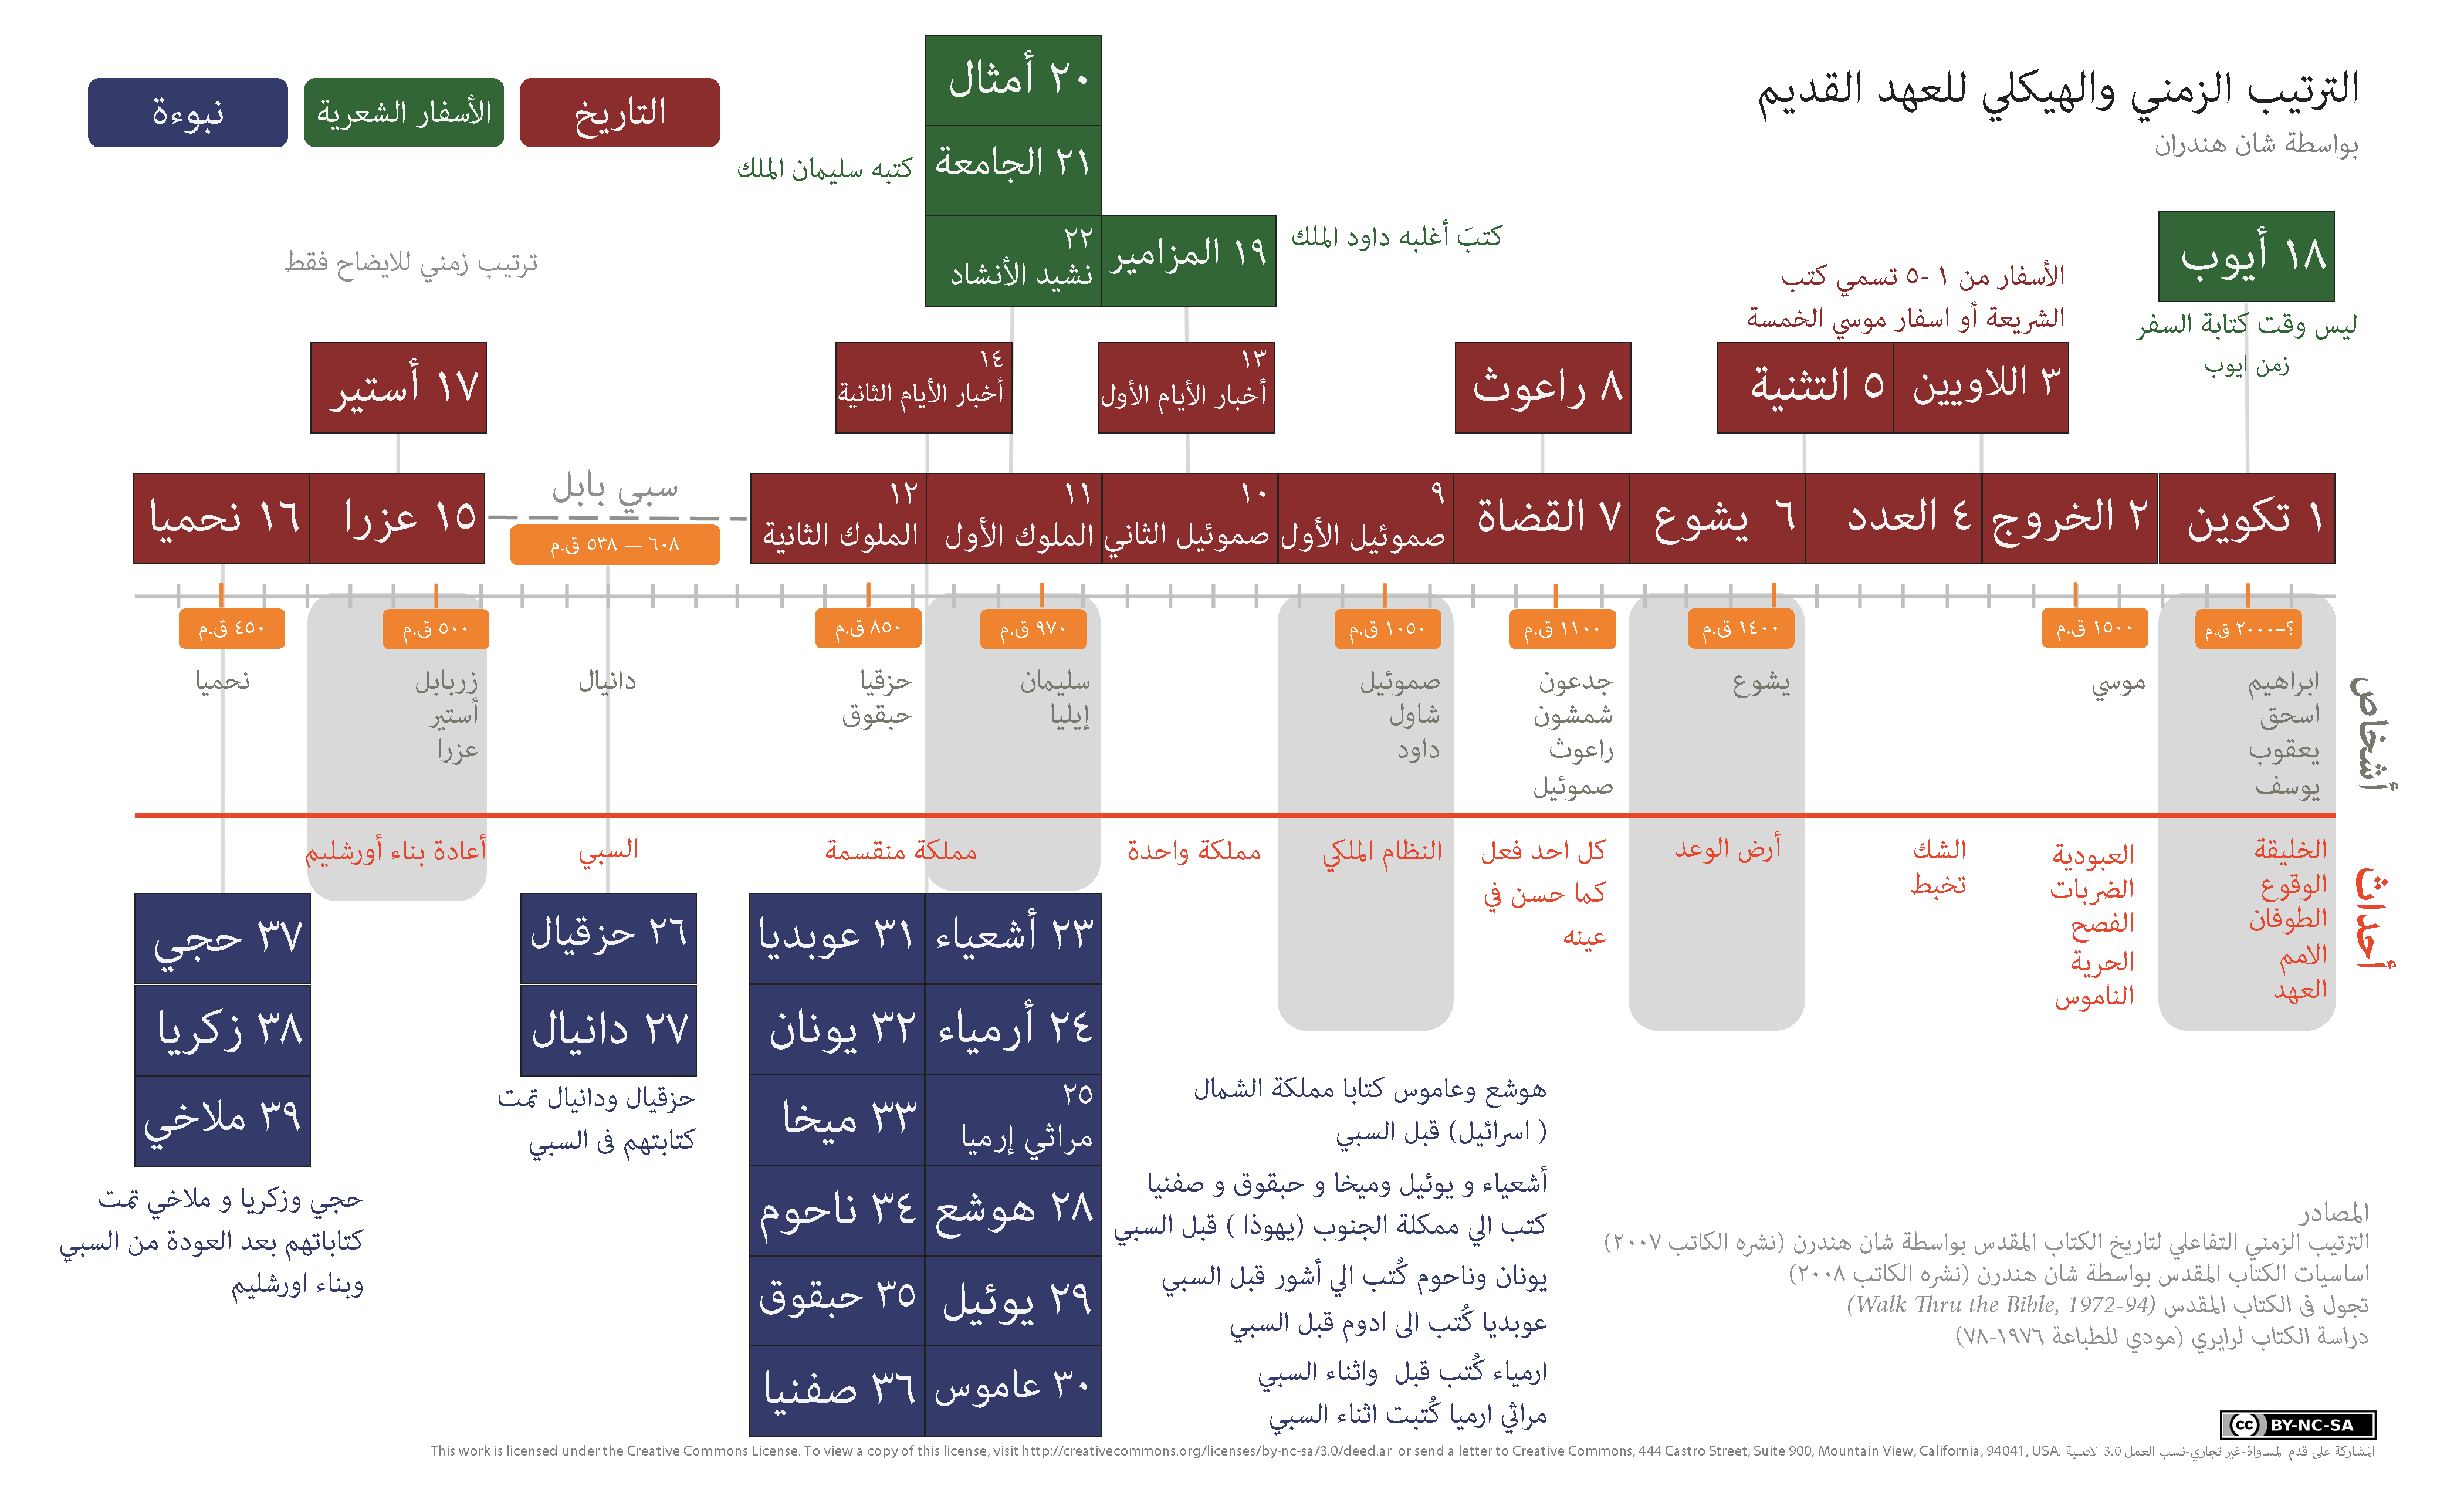 الترتيب الزمني والهيكلي للعهد القديم
بواسطة شان هندران
التاريخ
الأسفار الشعرية
نبوءة
ترتيب زمني للايضاح فقط
٢٠ أمثال
٢١ الجامعة
٢٢
نشيد الأنشاد
كتبه سليمان الملك
١٩ المزامير
كتبَ أغلبه داود الملك
١٨ أيوب
ليس وقت كتابة السفر
زمن ايوب
الأسفار من ١ -٥ تسمي كتب
الشريعة أو اسفار موسي الخمسة
٣ اللاويين
٥ التثنية
٨ راعوث
١٣
أخبار الأيام الأول
١٤
أخبار الأيام الثانية
١٧ أستير
١ تكوين
٢ الخروج
٤ العدد
٦ يشوع
٧ القضاة
٩
صموئيل الأول
١٠
صموئيل الثاني
١١
الملوك الأول
١٢
الملوك الثانية
سبي بابل
٦٠٨ – ٥٣٨ ق.م
١٥ عزرا
١٦ نحميا
؟–٢٠٠٠ ق.م
١٥٠٠ ق.م
١٤٠٠ ق.م
١١٠٠ ق.م
١٠٥٠ ق.م
٩٧٠ ق.م
٨٥٠ ق.م
٥٠٠ ق.م
٤٥٠ ق.م
أشخاص
ابراهيم
اسحق
يعقوب
يوسف
موسي
يشوع
جدعون
شمشون
راعوث
صموئيل
صموئيل
شاول
داود
سليمان
إيليا
حزقيا
حبقوق
دانيال
زربابل
أستير
عزرا
نحميا
أحداث
الخليقة
الوقوع
الطوفان
الامم
العهد
العبودية
الضربات
الفصح
الحرية
الناموس
الشك
تخبط
أرض الوعد
كل احد فعل
كما حسن في
عينه
النظام الملكي
مملكة واحدة
مملكة منقسمة
السبي
أعادة بناء أورشليم
٢٣ أشعياء
٢٤ أرمياء
٢٥
مراثي إرميا
٢٨ هوشع
٢٩ يوئيل
٣٠ عاموس
٣١ عوبديا
٣٢ يونان
٣٣ ميخا
٣٤ ناحوم
٣٥ حبقوق
٣٦ صفنيا
٢٦ حزقيال
٢٧ دانيال
حزقيال ودانيال تمت
كتابتهم فى السبي
٣٧ حجي
٣٨ زكريا
٣٩ ملاخي
حجي وزكريا و ملاخي تمت
كتاباتهم بعد العودة من السبي
وبناء اورشليم
هوشع وعاموس كتابا مملكة الشمال
( اسرائيل) قبل السبي
أشعياء و يوئيل وميخا و حبقوق و صفنيا
كتب الي ممكلة الجنوب (يهوذا ) قبل السبي
يونان وناحوم كُتب الي أشور قبل السبي
عوبديا كُتب الى ادوم قبل السبي
ارمياء كُتب قبل واثناء السبي
مراثي ارميا كُتبت اثناء السبي
المصادر
الترتيب الزمني التفاعلي لتاريخ الكتاب المقدس بواسطة شان هندرن (نشره الكاتب ٢٠٠٧)
اساسيات الكتاب المقدس بواسطة شان هندرن (نشره الكاتب ٢٠٠٨)
تجول فى الكتاب المقدس (Walk Thru the Bible, 1972-94)
دراسة الكتاب لرايري (مودي للطباعة ١٩٧٦-٧٨)
cc BY-NC-SA
This work is licensed under the Creative Commons License. To view a copy of this license, visit http://creativecommons.org/licenses/by-nc-sa/3.0/deed.ar or send a letter to Creative Commons, 444 Castro Street, Suite 900, Mountain View, California, 94041, USA. المشاركة على قدم المساواة-غير تجاري-نسب العمل 3.0 الاصلية